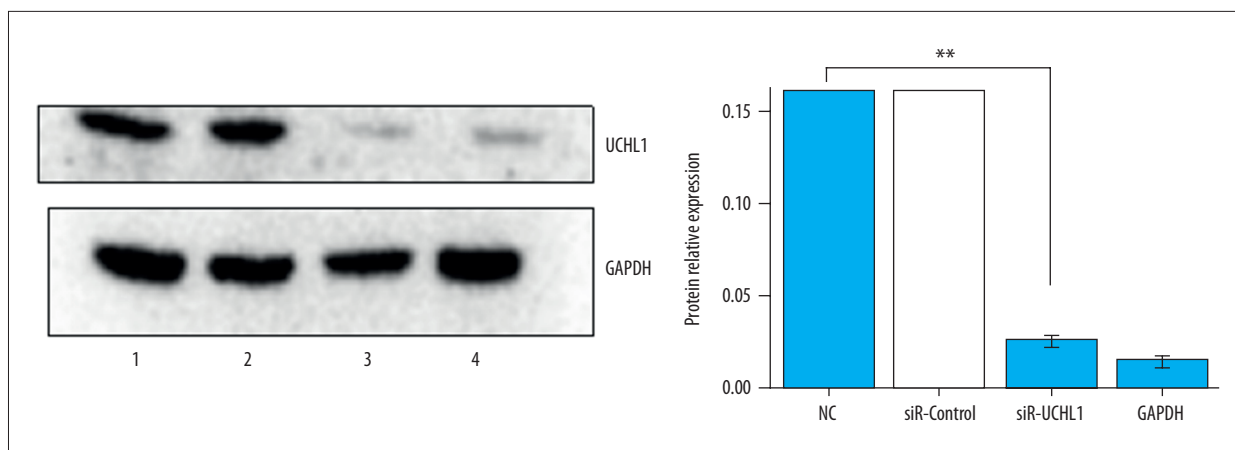 UCHL1
GAPDH
1 2 3 4
**
Protein relative expression
0.15
0.10
0.05
0.00
NC siR-Control siR-UCHL1 GAPDH